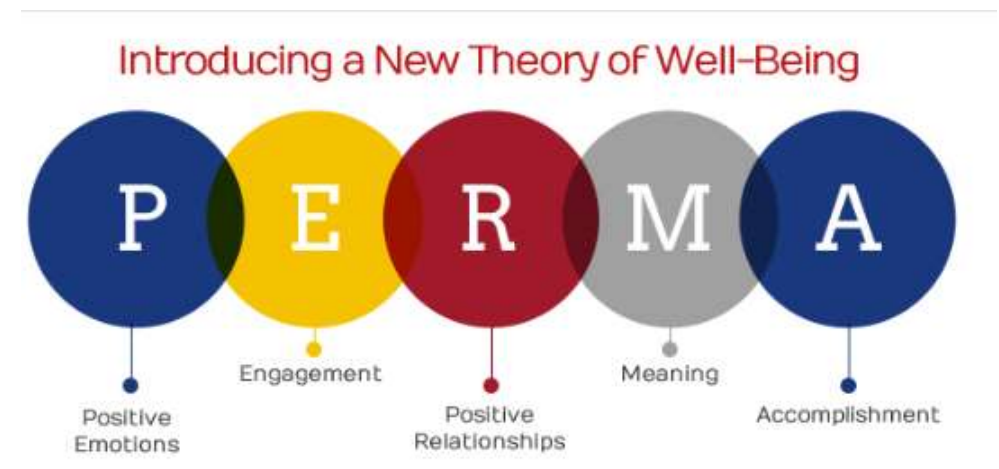 Introducing a New Theory of Well-Being
P E R M A
Engagement
Meaning
Positive
Emotions
Positive
Relationships
Accomplishment